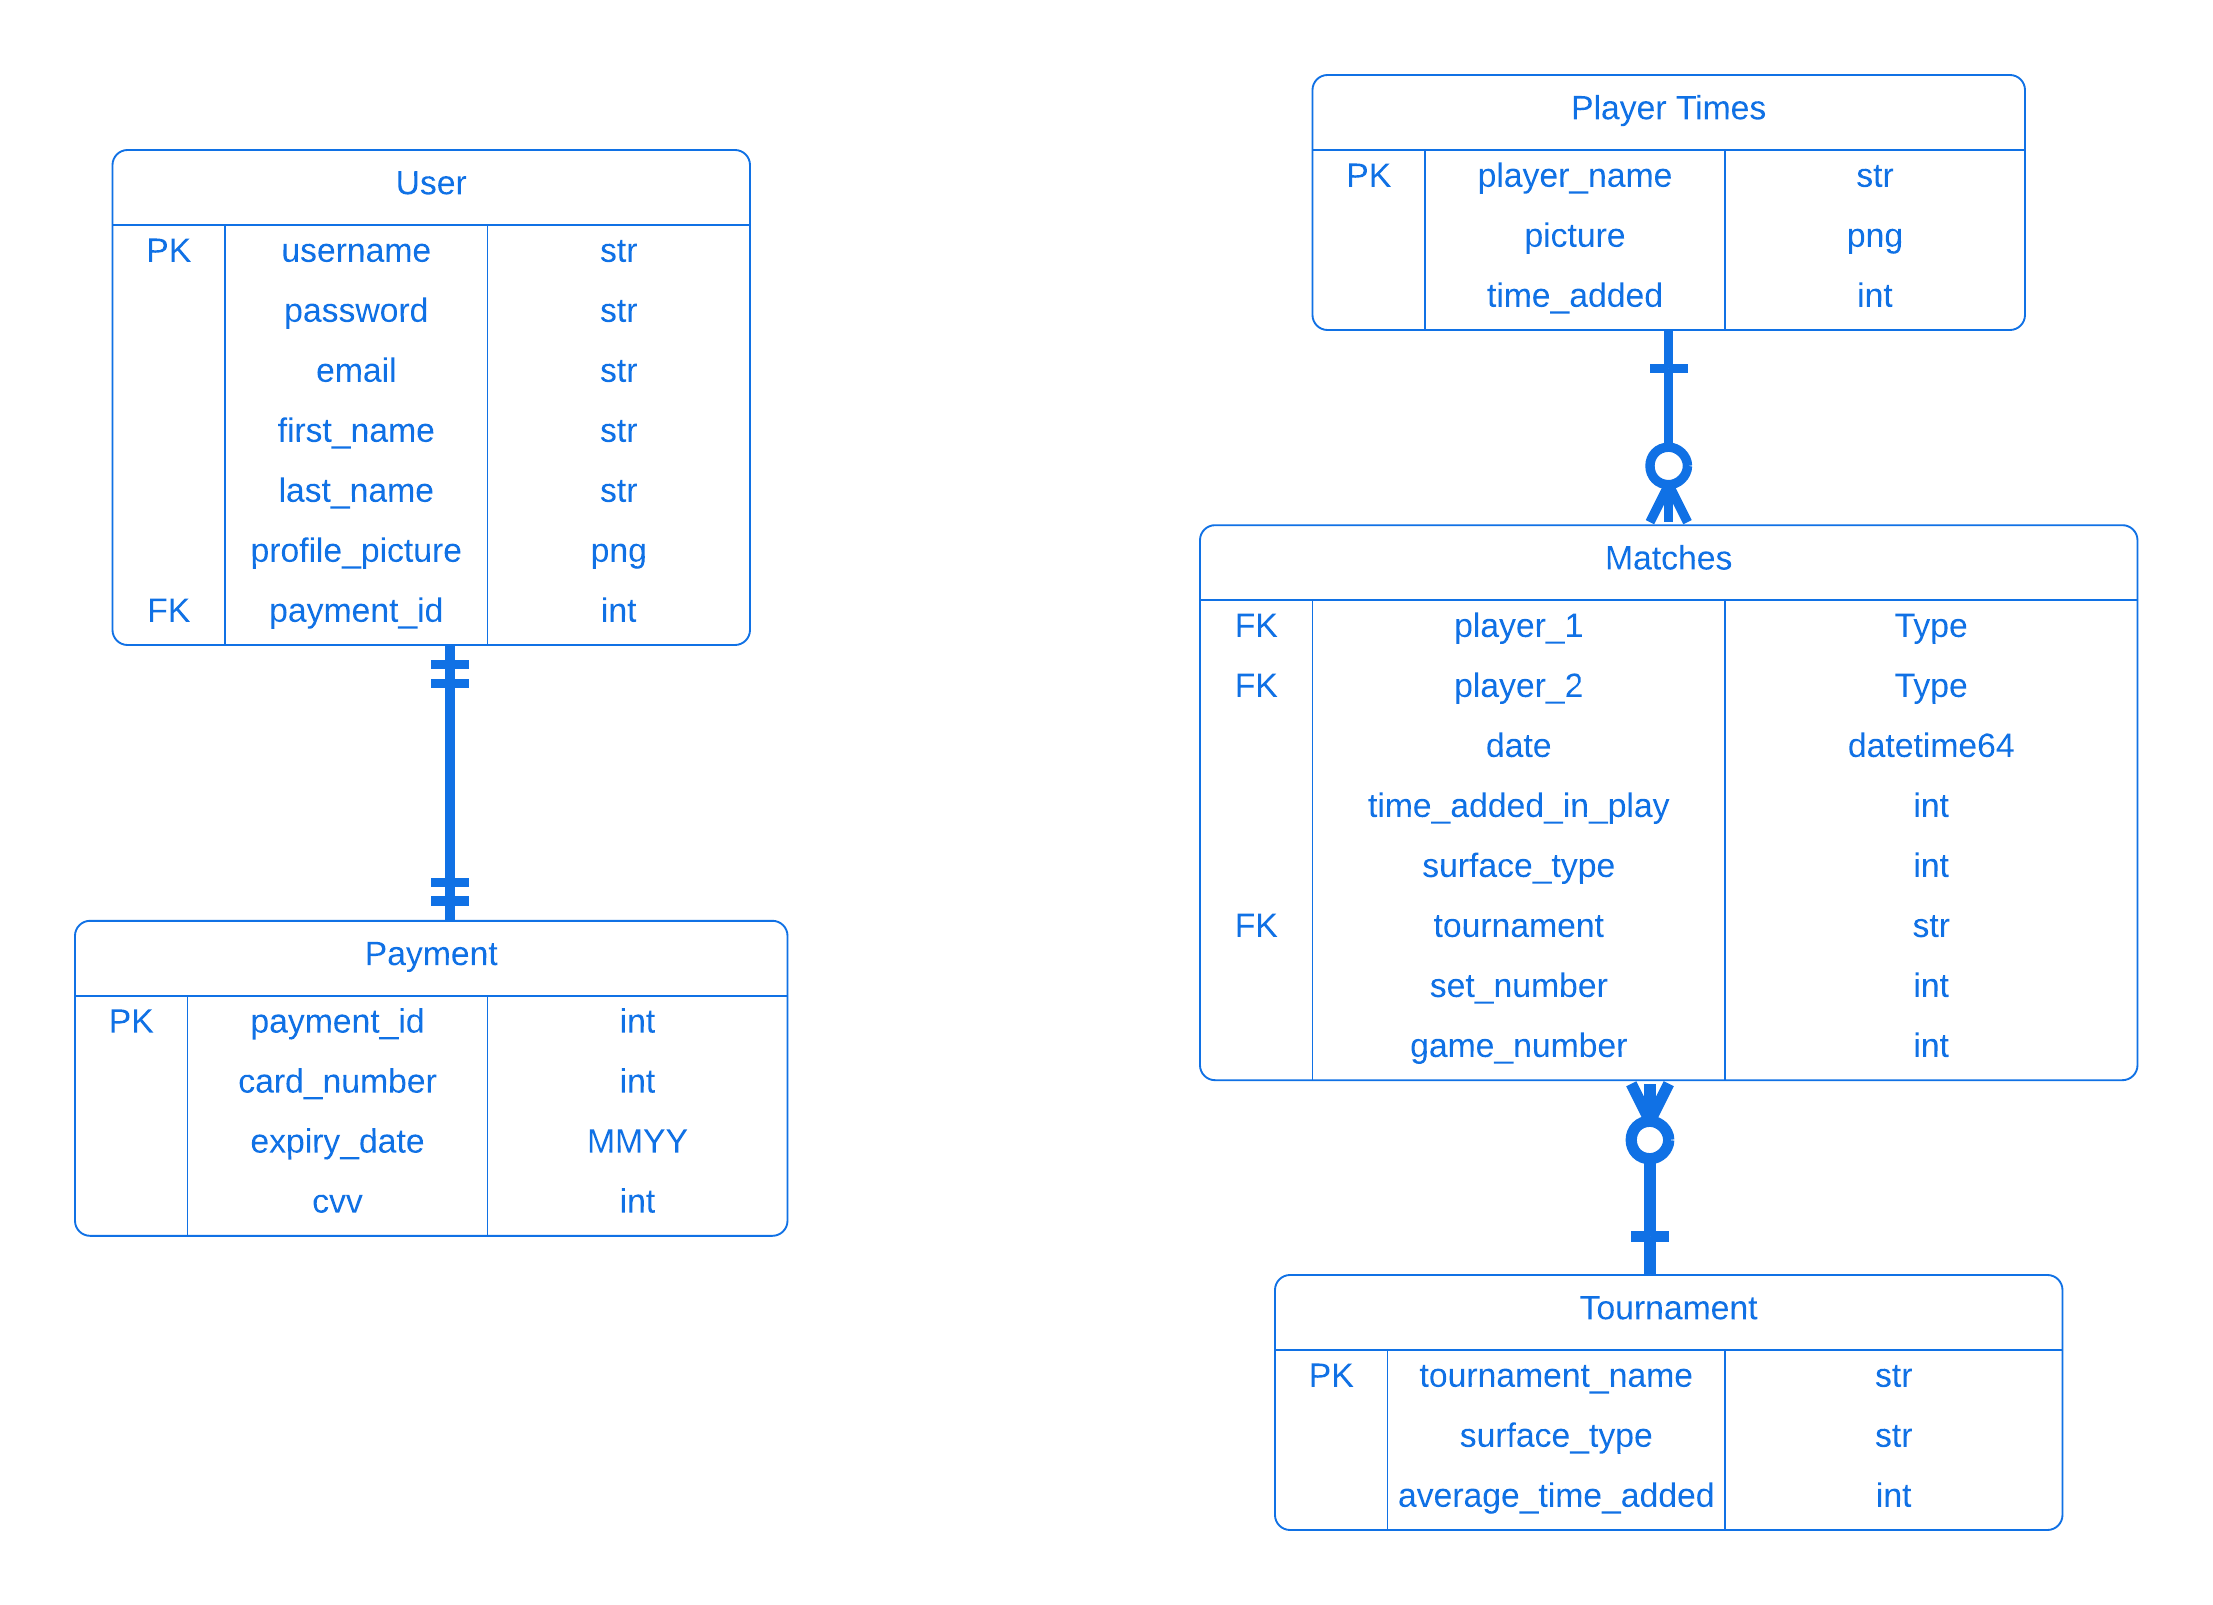 User
PK username str
password str
email str
first_name str
last_name str
profile_picture png
FK payment_id int
Payment
PK payment_id int
card_number int
expiry_date MMYY
cvv int
Player Times
PK player_name str
picture png
time_added int
Matches
FK player_1 Type
FK player_2 Type
date datetime64
time_added_in_play int
surface_type int
FK tournament str
set_number int
game_number int
Tournament
PK tournament_name str
surface_type str
average_time_added int